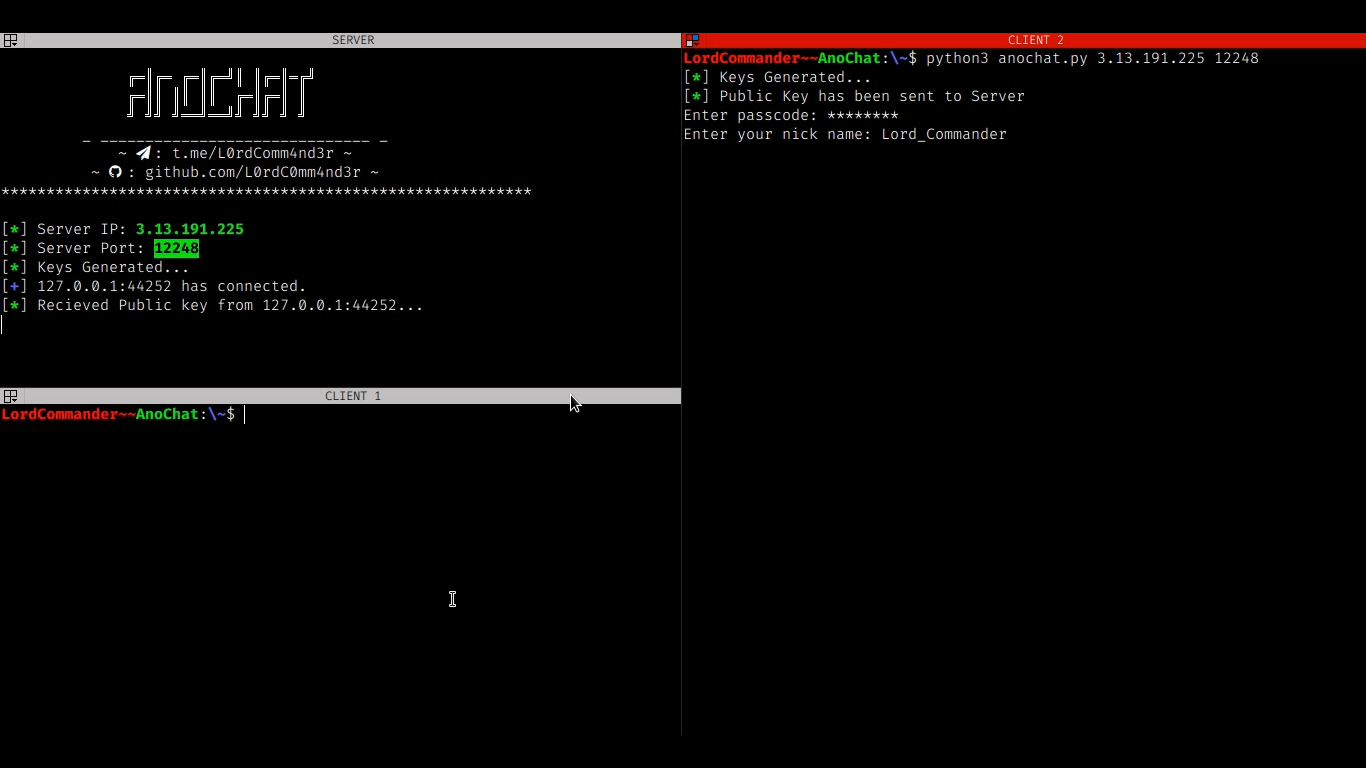 SERVER
_ ______________________________ _
~ : t.me/L0rdComm4nd3r ~
~ : github.com/L0rdC0mm4nd3r ~
***********************************************************
[*] Server IP: 3.13.191.225
[*] Server Port: 12248
[*] Keys Generated...
[+] 127.0.0.1:44252 has connected.
[*] Recieved Public key from 127.0.0.1:44252...
CLIENT 1
LordCommander~~AnoChat:\~$
CLIENT 2
LordCommander~~AnoChat:\~$ python3 anochat.py 3.13.191.225 12248
[*] Keys Generated...
[*] Public Key has been sent to Server
Enter passcode: ********
Enter your nick name: Lord_Commander